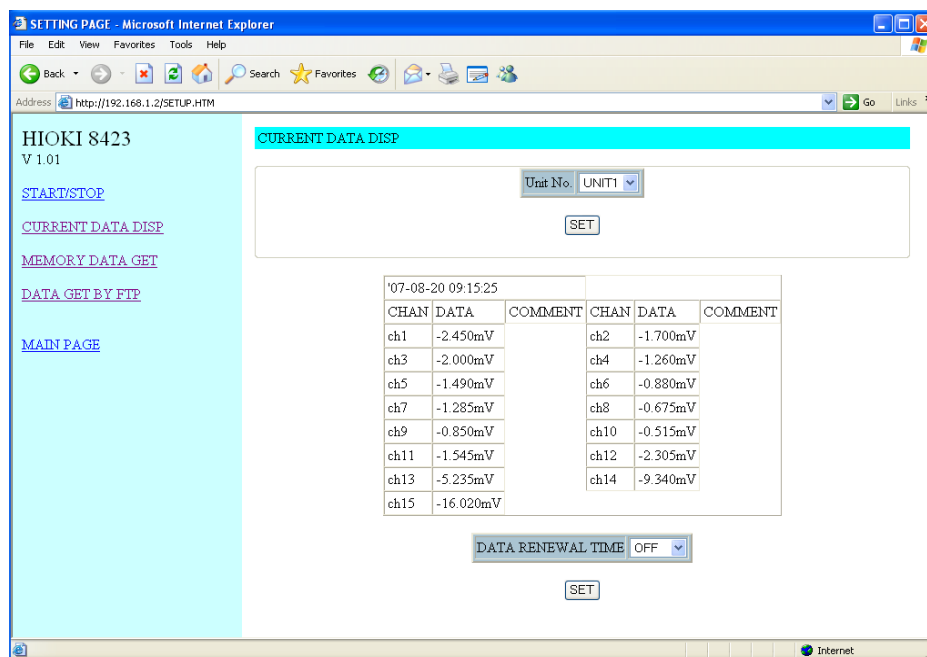 SETTING PAGE - Microsoft Internet Explorer
File Edit View Favorites Tools Help
Back Search Favorites
Address http://192.168.1.2/SETUP.HTM Go Links
HIOKI 8423
V 1.01
START/STOP
CURRENT DATA DISP
MEMORY DATA GET
DATA GET BY FTP
MAIN PAGE
CURRENT DATA DISP
Unit No. UNIT1
SET
'07-08-20 09:15:25
CHAN DATA COMMENT CHAN DATA COMMENT
ch1 -2.450mV ch2 -1.700mV
ch3 -2.000mV ch4 -1.260mV
ch5 -1.490mV ch6 -0.880mV
ch7 -1.285mV ch8 -0.675mV
ch9 -0.850mV ch10 -0.515mV
ch11 -1.545mV ch12 -2.305mV
ch13 -5.235mV ch14 -9.340mV
ch15 -16.020mV
DATA RENEWAL TIME OFF
SET
Internet